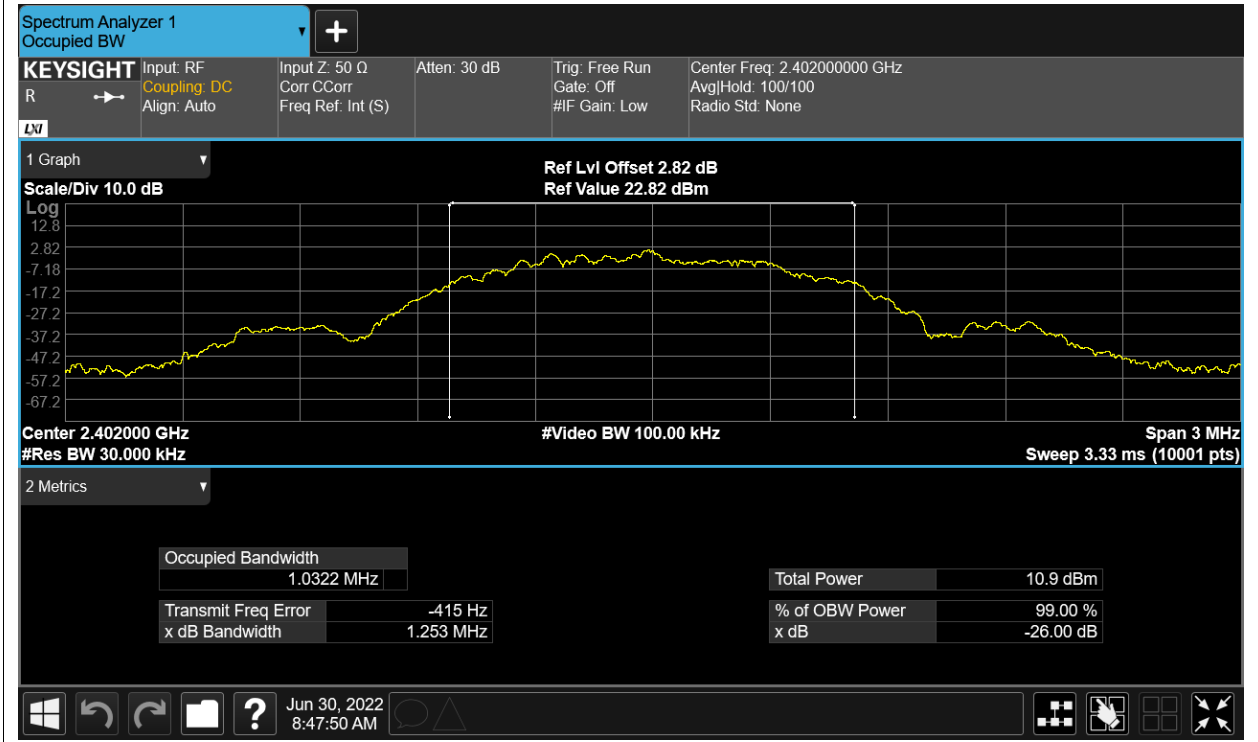 Spectrum Analyzer 1
Occupied BW
KEYSIGHT
R
LXI
Input: RF
Coupling: DC
Align: Auto
Input Z: 50 Ω
Corr CCorr
Freq Ref: Int (S)
Atten: 30 dB
Trig: Free Run
Gate: Off
#IF Gain: Low
Center Freq: 2.402000000 GHz
Avg|Hold: 100/100
Radio Std: None
1 Graph
Scale/Div 10.0 dB
Ref Lvl Offset 2.82 dB
Ref Value 22.82 dBm
Log
12.8
2.82
-7.18
-17.2
-27.2
-37.2
-47.2
-57.2
-67.2
Center 2.402000 GHz
#Res BW 30.000 kHz
#Video BW 100.00 kHz
Span 3 MHz
Sweep 3.33 ms (10001 pts)
2 Metrics
Occupied Bandwidth
1.0322 MHz
Transmit Freq Error -415 Hz
x dB Bandwidth 1.253 MHz
Total Power 10.9 dBm
% of OBW Power 99.00 %
x dB -26.00 dB
?
Jun 30, 2022
8:47:50 AM